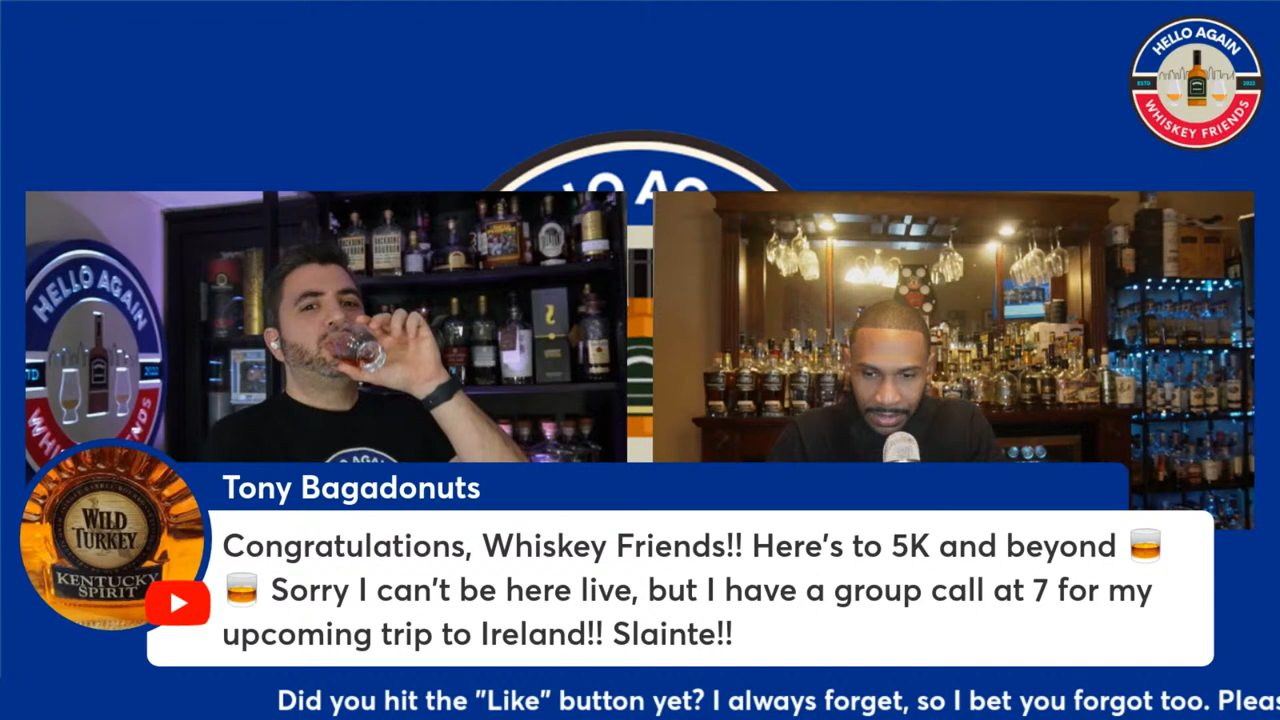 HELLO AGAIN
ESTD
2022
WHISKEY FRIENDS
HELLO AGAIN
2022
WILD
TURKEY
KENTUCKY
SPIRIT
Tony Bagadonuts
Congratulations, Whiskey Friends!! Here's to 5K and beyond 🥃
🥃 Sorry I can't be here live, but I have a group call at 7 for my
upcoming trip to Ireland!! Slainte!!
Did you hit the "Like" button yet? I always forget, so I bet you forgot too. Pleas